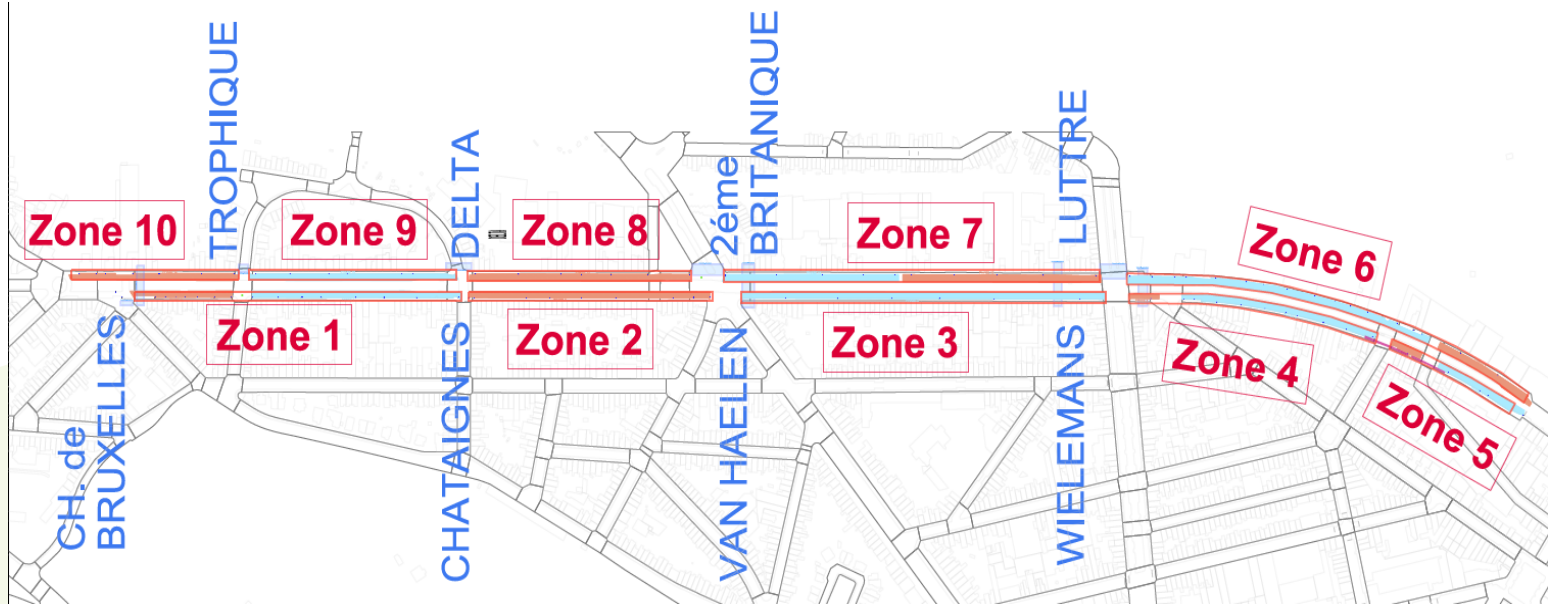 TROPHIQUE
DELTA
2éme
BRITANIQUE
LUTTRE
Zone 10
Zone 9
Zone 8
Zone 7
Zone 6
Zone 1
Zone 2
Zone 3
Zone 4
Zone 5
CH. de
BRUXELLES
CHATAIGNES
VAN HAELEN
WIELEMANS